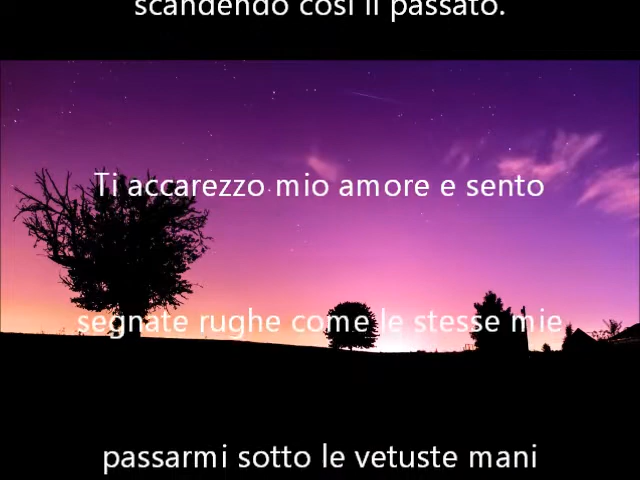 scandendo così il passato.
Ti accarezzo mio amore e sento
segnate rughe come le stesse mie
passarmi sotto le vetuste mani